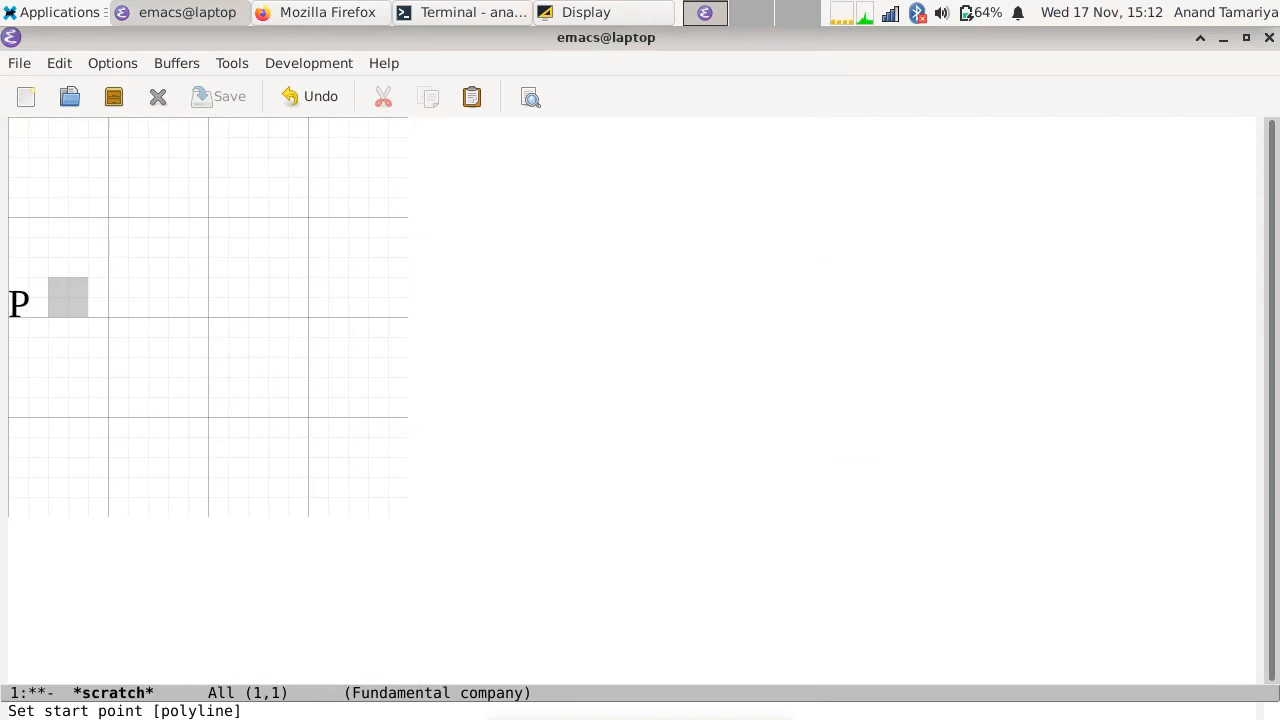 Applications emacs@laptop Mozilla Firefox Terminal - ana... Display 64% Wed 17 Nov, 15:12 Anand Tamariya
emacs@laptop
File Edit Options Buffers Tools Development Help
Save Undo
P
1:**- *scratch* All (1,1) (Fundamental company)
Set start point [polyline]